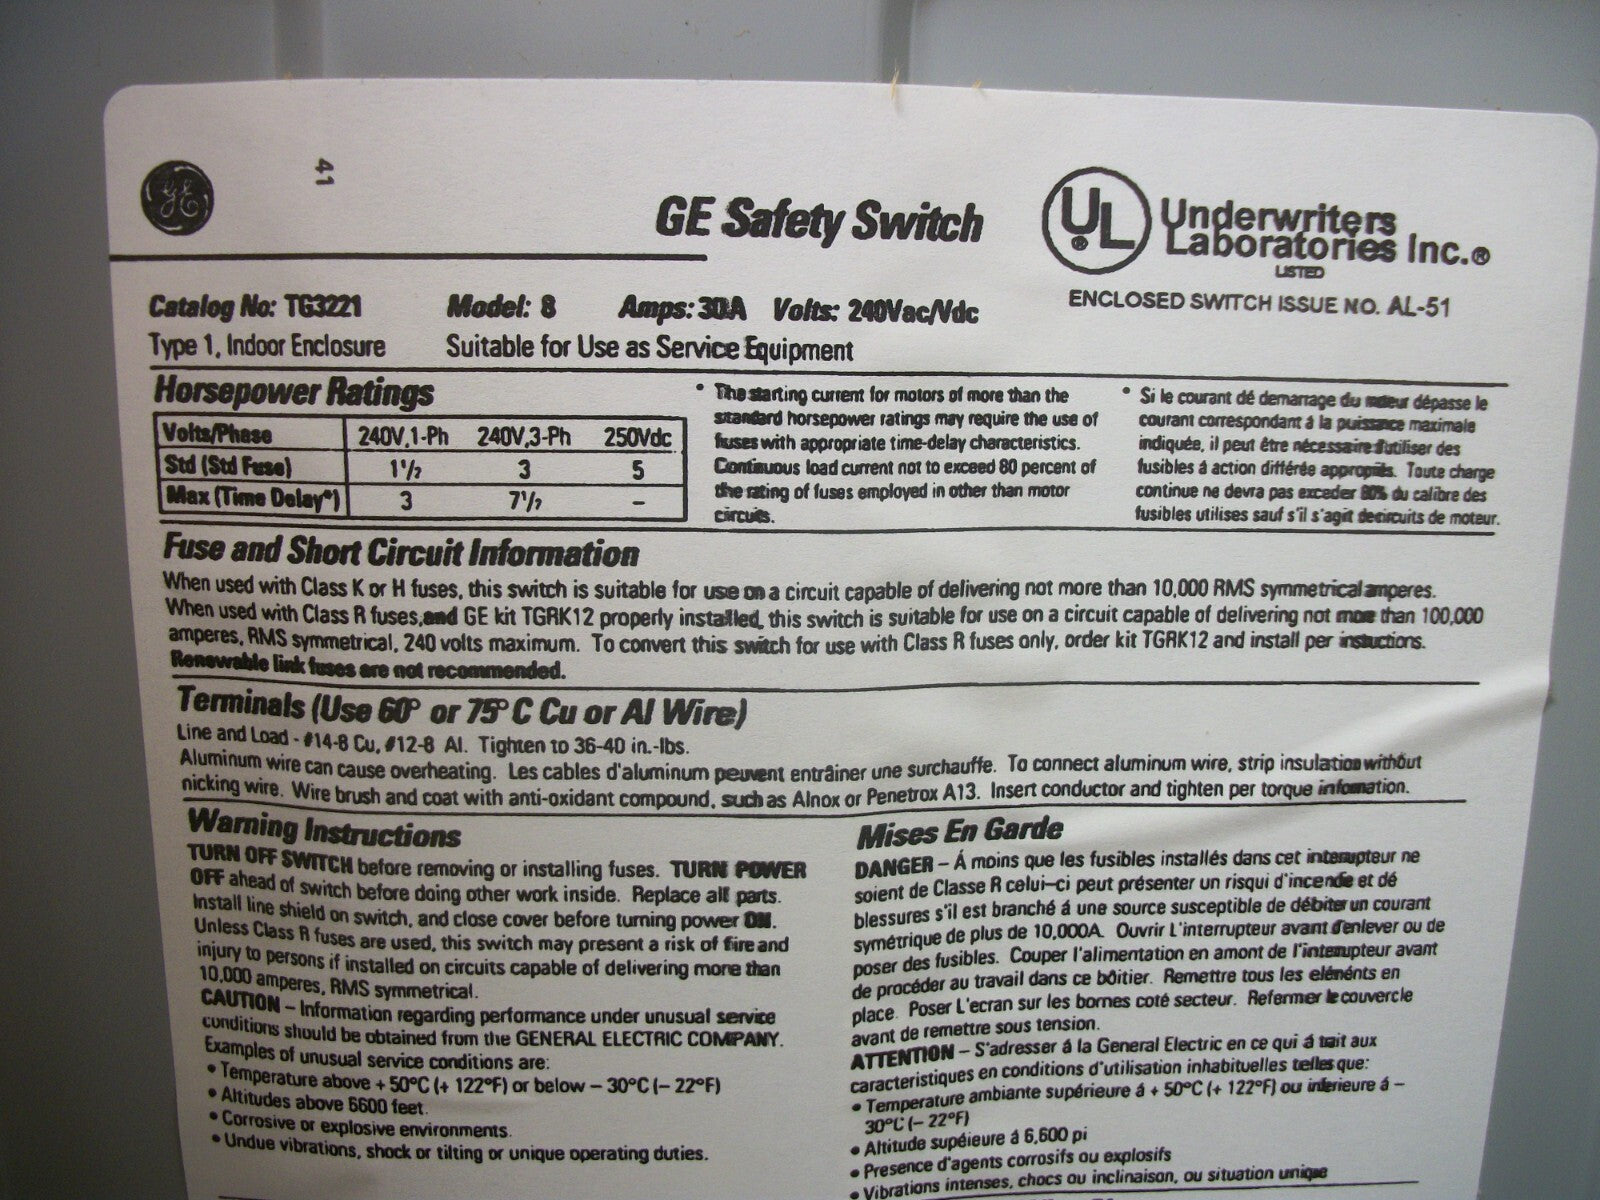 GE
41
GE Safety Switch
UL
Underwriters
Laboratories Inc.®
LISTED
ENCLOSED SWITCH ISSUE NO. AL-51
Catalog No: TG3221 Model: 8 Amps: 30A Volts: 240Vac/Vdc
Type 1, Indoor Enclosure Suitable for Use as Service Equipment
Horsepower Ratings
Volts/Phase 240V,1-Ph 240V,3-Ph 250Vdc
Std (Std Fuse) 1 1/2 3 5
Max (Time Delay*) 3 7 1/2 –
• The starting current for motors of more than the
standard horsepower ratings may require the use of
fuses with appropriate time-delay characteristics.
Continuous load current not to exceed 80 percent of
the rating of fuses employed in other than motor
circuits.
• Si le courant dé demarrage du moteur dépasse le
courant correspondant á la puissance maximale
indiquée, il peut être nécessaire d'utiliser des
fusibles á action différée appropriés. Toute charge
continue ne devra pas exceder 80% du calibre des
fusibles utilises sauf s'il s'agit de circuits de moteur.
Fuse and Short Circuit Information
When used with Class K or H fuses, this switch is suitable for use on a circuit capable of delivering not more than 10,000 RMS symmetrical amperes.
When used with Class R fuses, and GE kit TGRK12 properly installed, this switch is suitable for use on a circuit capable of delivering not more than 100,000
amperes, RMS symmetrical, 240 volts maximum. To convert this switch for use with Class R fuses only, order kit TGRK12 and install per instuctions.
Renewable link fuses are not recommended.
Terminals (Use 60° or 75° C Cu or Al Wire)
Line and Load - #14-8 Cu, #12-8 Al. Tighten to 36-40 in.-lbs.
Aluminum wire can cause overheating. Les cables d'aluminum peuvent entrâiner une surchauffe. To connect aluminum wire, strip insulation without
nicking wire. Wire brush and coat with anti-oxidant compound, such as Alnox or Penetrox A13. Insert conductor and tighten per torque information.
Warning Instructions
TURN OFF SWITCH before removing or installing fuses. TURN POWER
OFF ahead of switch before doing other work inside. Replace all parts.
Install line shield on switch, and close cover before turning power ON.
Unless Class R fuses are used, this switch may present a risk of fire and
injury to persons if installed on circuits capable of delivering more than
10,000 amperes, RMS symmetrical.
CAUTION – Information regarding performance under unusual service
conditions should be obtained from the GENERAL ELECTRIC COMPANY.
Examples of unusual service conditions are:
• Temperature above + 50°C (+ 122°F) or below – 30°C (– 22°F)
• Altitudes above 6600 feet.
• Corrosive or explosive environments.
• Undue vibrations, shock or tilting or unique operating duties.
Mises En Garde
DANGER – Á moins que les fusibles installés dans cet interrupteur ne
soient de Classe R celui-ci peut présenter un risqui d'incende et dé
blessures s'il est branché á une source susceptible de débiter un courant
symétrique de plus de 10,000A. Ouvrir L'interrupteur avant d'enlever ou de
poser des fusibles. Couper l'alimentation en amont de l'interrupteur avant
de procéder au travail dans ce bôitier. Remettre tous les elénénts en
place. Poser L'ecran sur les bornes coté secteur. Refermer le couvercle
avant de remettre sous tension.
ATTENTION – S'adresser á la General Electric en ce qui á trait aux
caracteristiques en conditions d'utilisation inhabituelles telles que:
• Temperature ambiante supérieure á + 50°C (+ 122°F) ou inferieure á –
30°C (– 22°F)
• Altitude supéieure á 6,600 pi
• Presence d'agents corrosifs ou explosifs
• Vibrations intenses, chocs ou inclinaison, ou situation unique